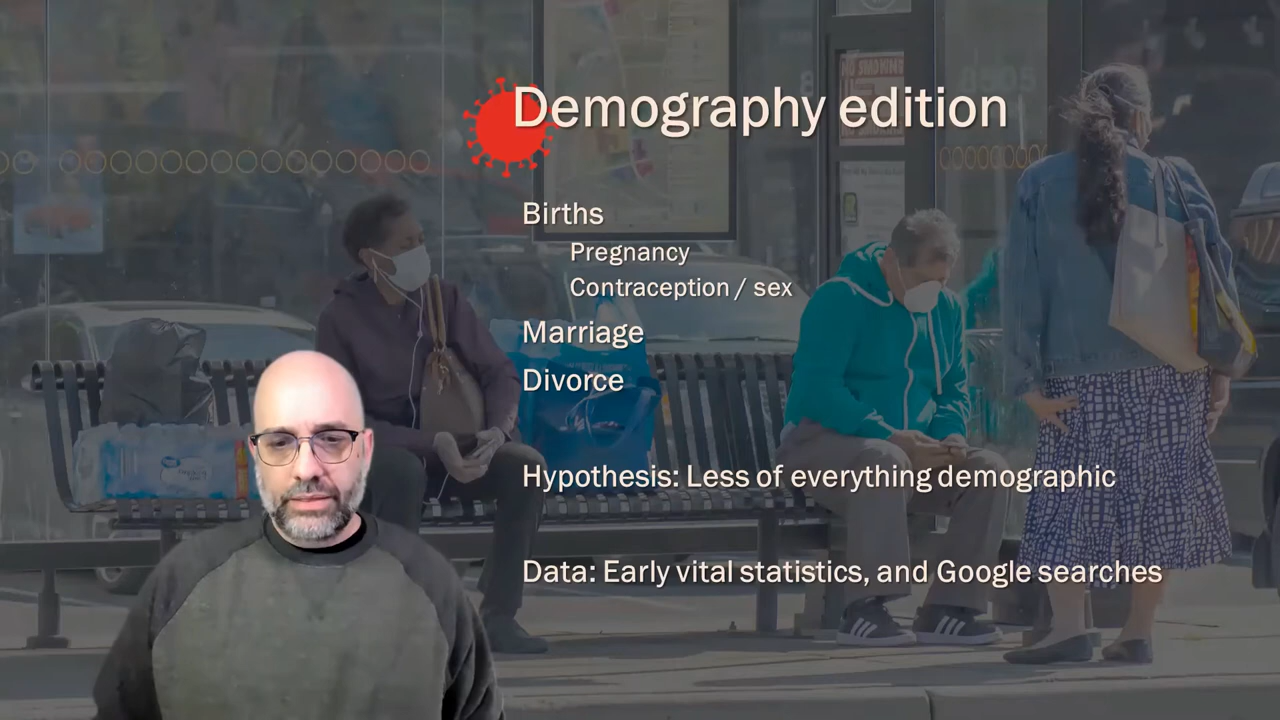 Demography edition
Births
Pregnancy
Contraception / sex
Marriage
Divorce
Hypothesis: Less of everything demographic
Data: Early vital statistics, and Google searches